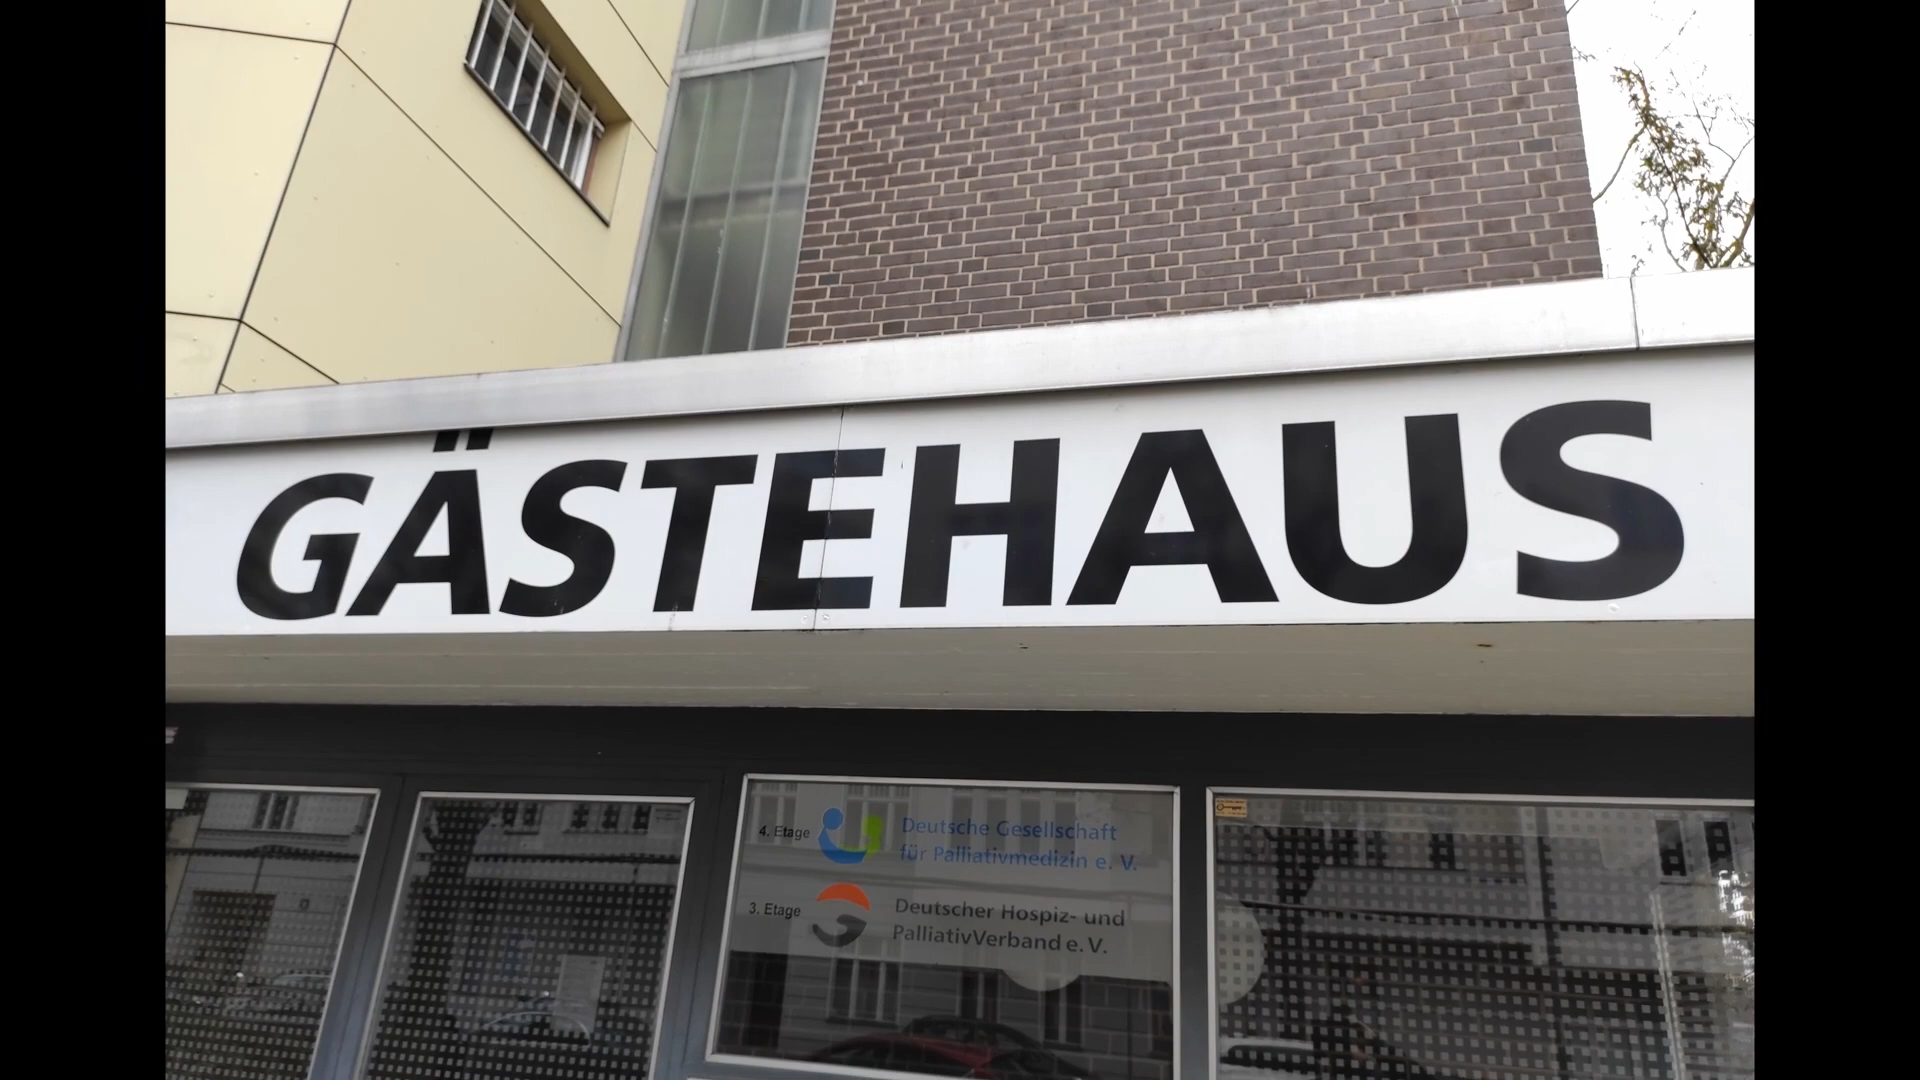 GÄSTEHAUS
4. Etage
Deutsche Gesellschaft
für Palliativmedizin e. V.
3. Etage
Deutscher Hospiz- und
PalliativVerband e. V.